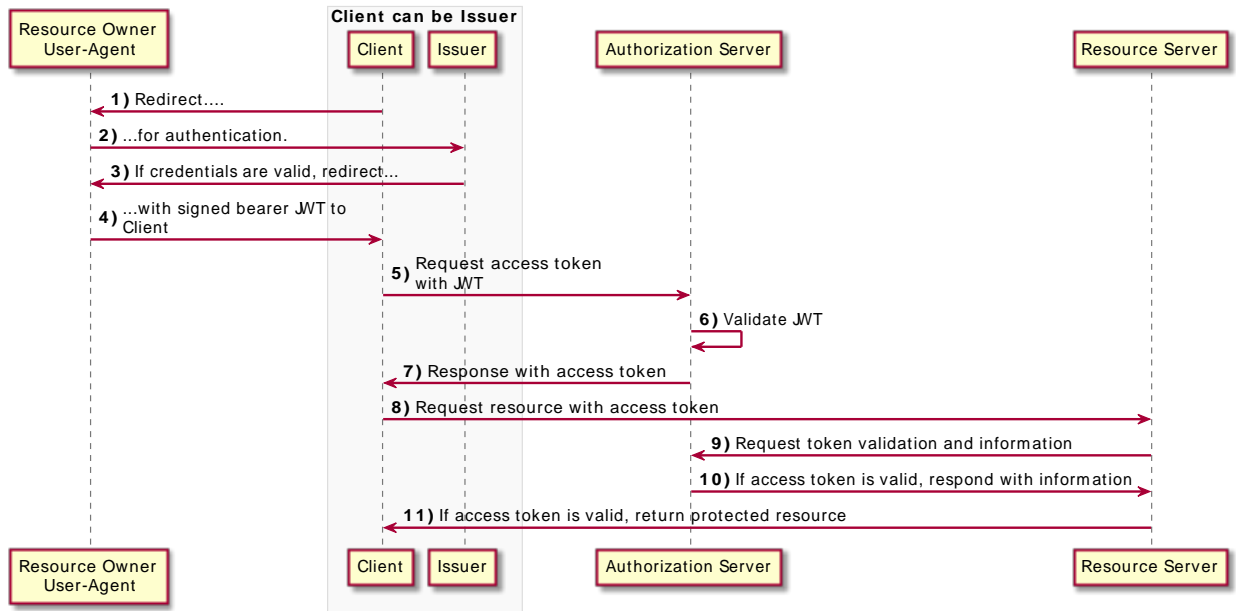 Client can be Issuer
Resource Owner
User-Agent
Client
Issuer
Authorization Server
Resource Server
1) Redirect....
2) ...for authentication.
3) If credentials are valid, redirect...
4) ...with signed bearer JWT to
Client
5) Request access token
with JWT
6) Validate JWT
7) Response with access token
8) Request resource with access token
9) Request token validation and information
10) If access token is valid, respond with information
11) If access token is valid, return protected resource
Resource Owner
User-Agent
Client
Issuer
Authorization Server
Resource Server